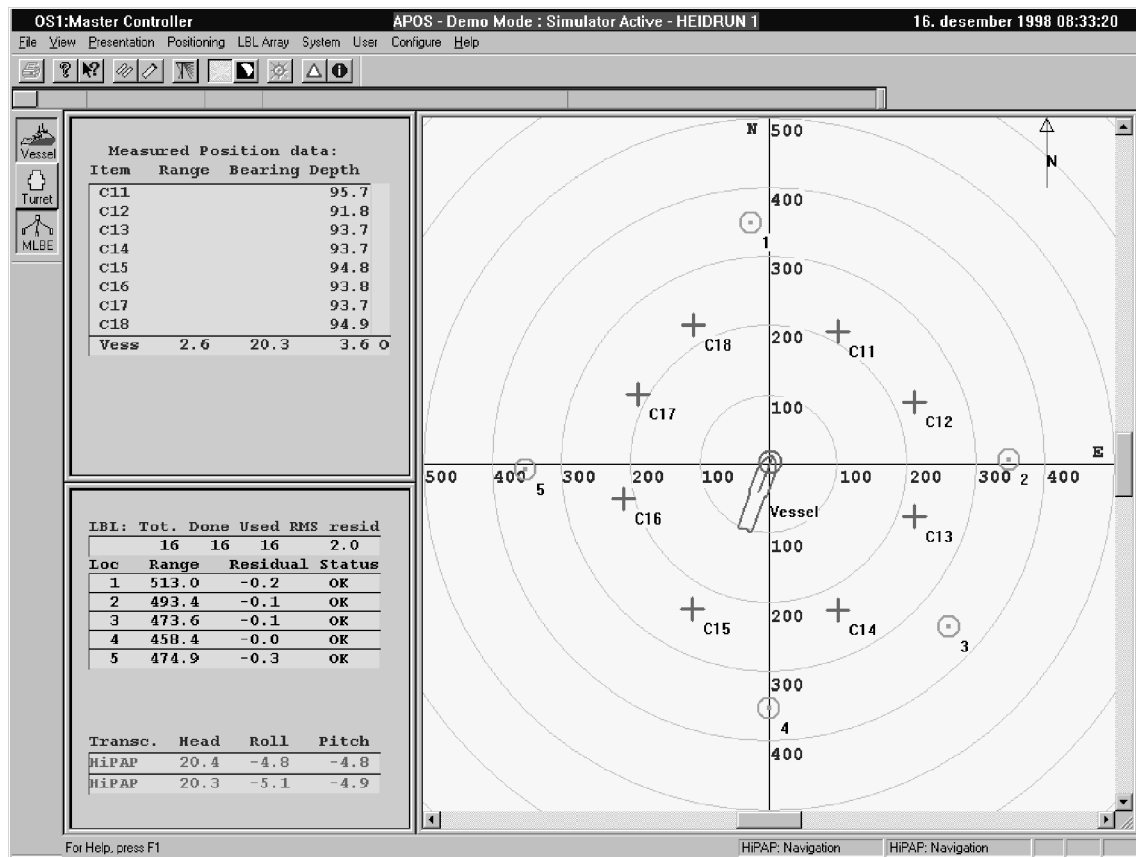 OS1:Master Controller APOS - Demo Mode : Simulator Active - HEIDRUN 1 16. desember 1998 08:33:20
File View Presentation Positioning LBL Array System User Configure Help
Vessel
Turret
MLBE
Measured Position data:
Item Range Bearing Depth
C11 95.7
C12 91.8
C13 93.7
C14 93.7
C15 94.8
C16 93.8
C17 93.7
C18 94.9
Vess 2.6 20.3 3.6 O
LBL: Tot. Done Used RMS resid
16 16 16 2.0
Loc Range Residual Status
1 513.0 -0.2 OK
2 493.4 -0.1 OK
3 473.6 -0.1 OK
4 458.4 -0.0 OK
5 474.9 -0.3 OK
Transc. Head Roll Pitch
HiPAP 20.4 -4.8 -4.8
HiPAP 20.3 -5.1 -4.9
N 500
N
400
1
300
200
C18 C11
100
C17 C12
E
500 400 300 200 100 100 200 300 400
5 2
C16 Vessel
C13
100
200
C15 C14
3
300
4
400
For Help, press F1 HiPAP: Navigation HiPAP: Navigation